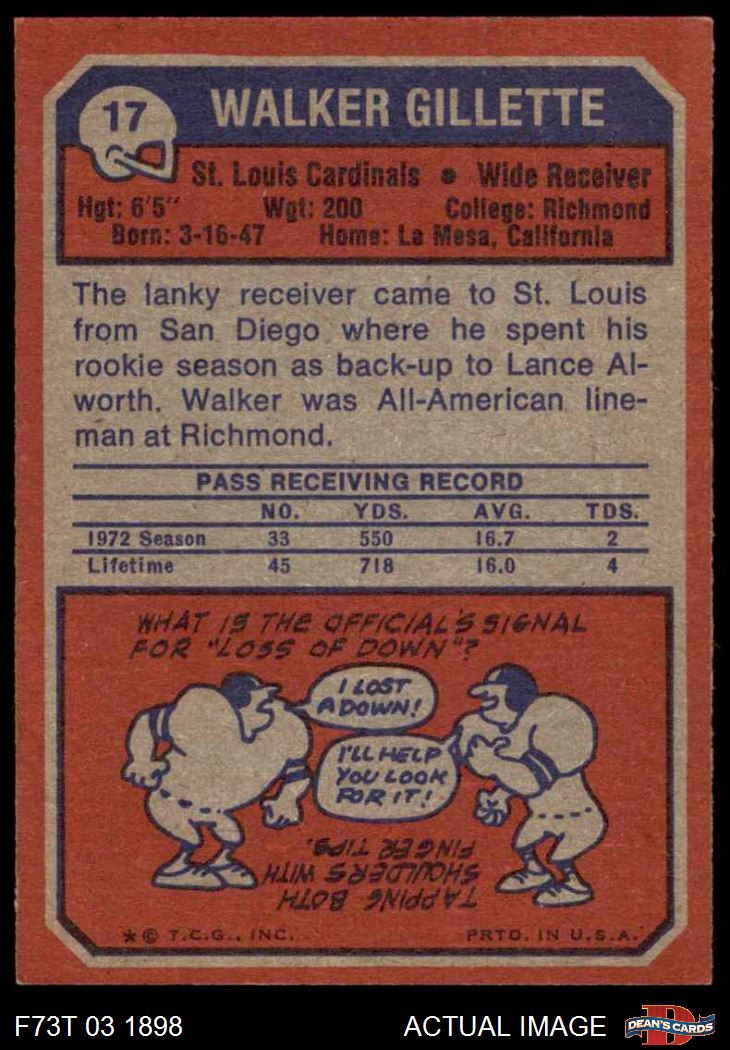 17
WALKER GILLETTE
St. Louis Cardinals • Wide Receiver
Hgt: 6'5" Wgt: 200 College: Richmond
Born: 3-16-47 Home: La Mesa, California
The lanky receiver came to St. Louis
from San Diego where he spent his
rookie season as back-up to Lance Al-
worth. Walker was All-American line-
man at Richmond.
PASS RECEIVING RECORD
NO. YDS. AVG. TDS.
1972 Season 33 550 16.7 2
Lifetime 45 718 16.0 4
WHAT IS THE OFFICIAL'S SIGNAL
FOR "LOSS OF DOWN"?
I LOST
A DOWN!
I'LL HELP
YOU LOOK
FOR IT!
TAPPING BOTH
SHOULDERS WITH
FINGER TIPS.
* © T.C.G., INC. PRTD. IN U.S.A.
F73T 03 1898 ACTUAL IMAGE
D
DEAN'S CARDS